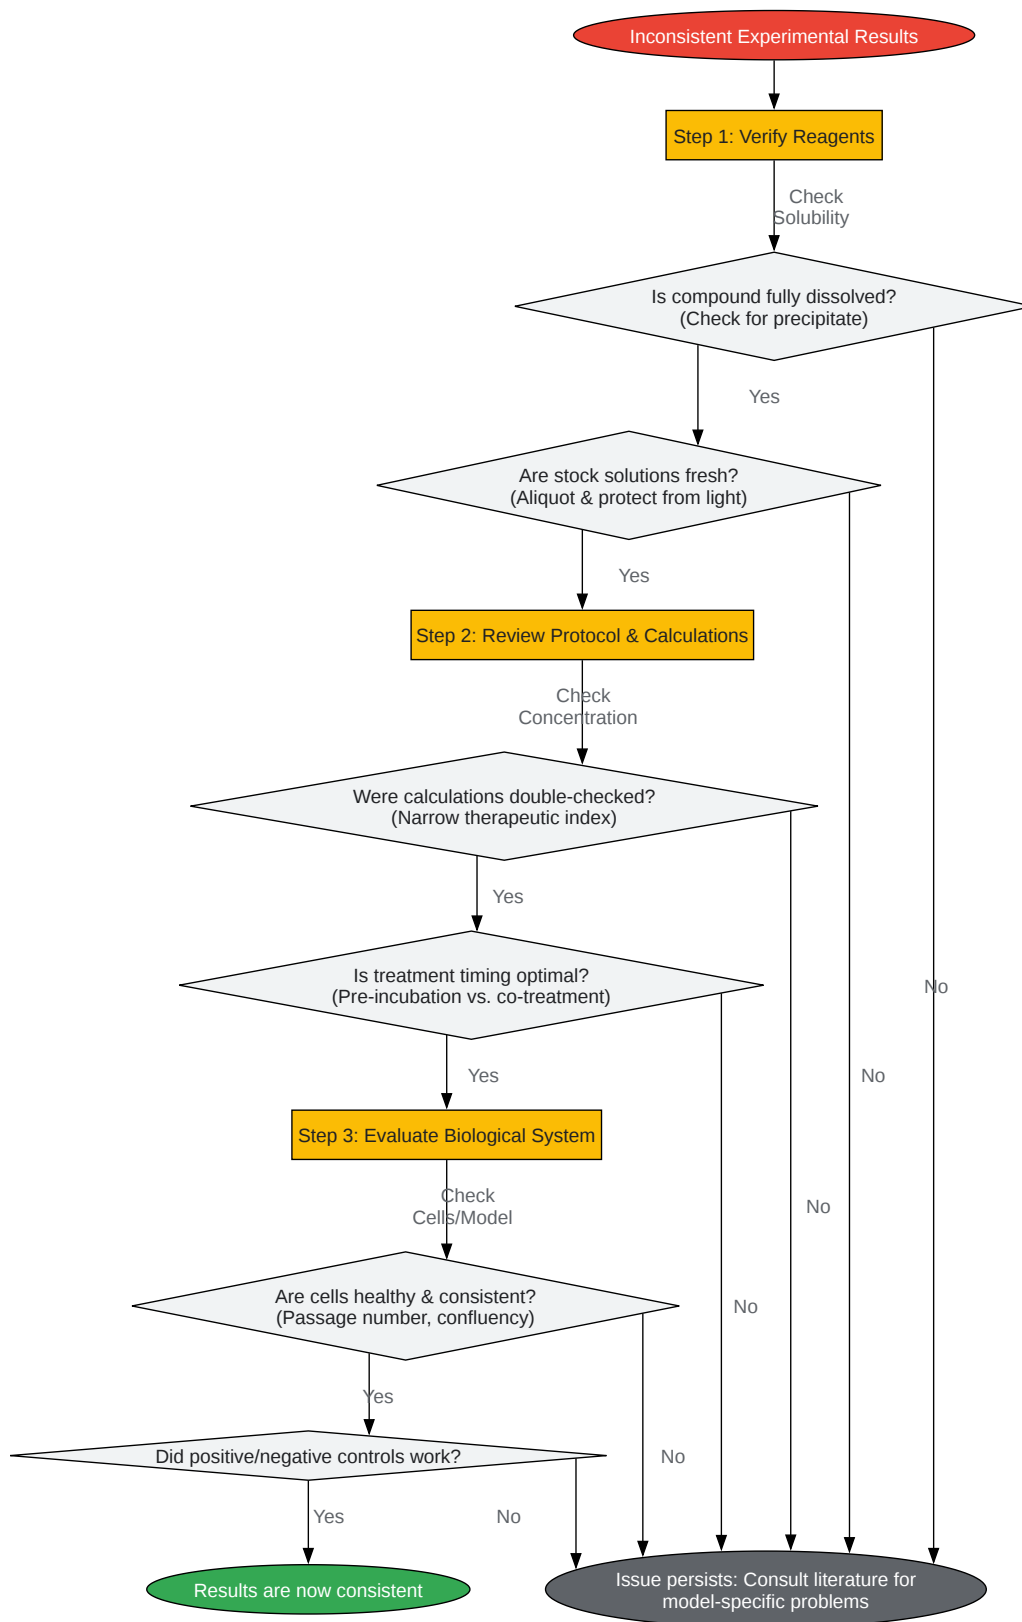 Inconsistent Experimental Results
Step 1: Verify Reagents
Check
Solubility
Is compound fully dissolved?
(Check for precipitate)
Yes
Are stock solutions fresh?
(Aliquot & protect from light)
Yes
Step 2: Review Protocol & Calculations
Check
Concentration
Were calculations double-checked?
(Narrow therapeutic index)
Yes
Is treatment timing optimal?
(Pre-incubation vs. co-treatment)
No
Yes
No
Step 3: Evaluate Biological System
Check
Cells/Model
No
Are cells healthy & consistent?
(Passage number, confluency)
No
Yes
Did positive/negative controls work?
No
Yes
No
Results are now consistent
Issue persists: Consult literature for
model-specific problems